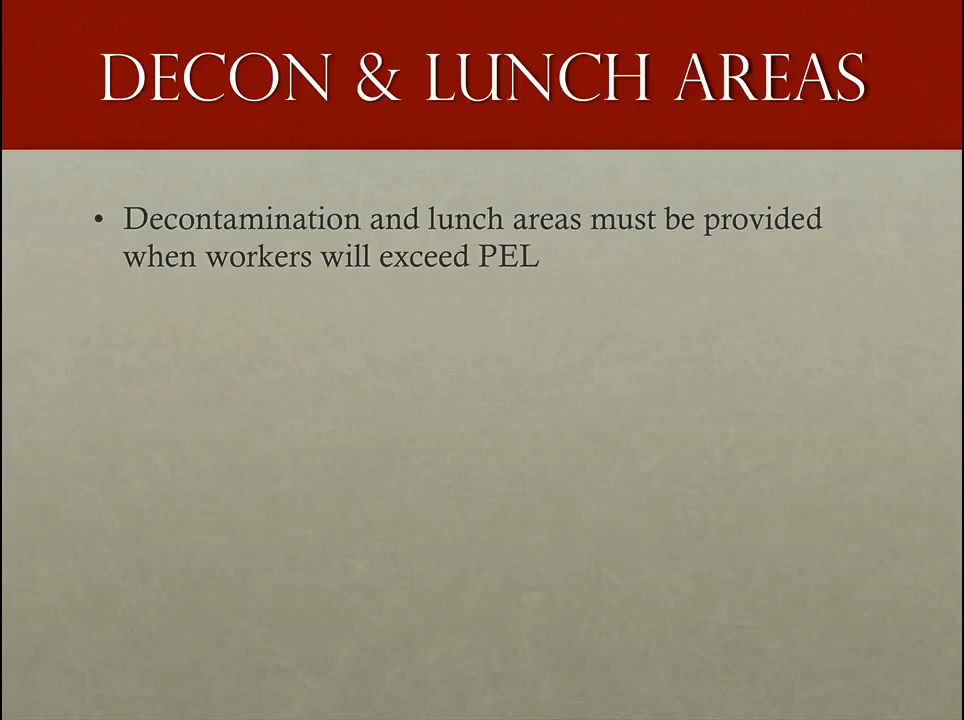 DECON & LUNCH AREAS
• Decontamination and lunch areas must be provided
when workers will exceed PEL